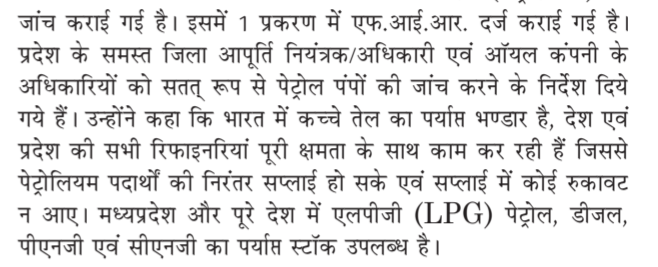 जांच कराई गई है। इसमें 1 प्रकरण में एफ.आई.आर. दर्ज कराई गई है।
प्रदेश के समस्त जिला आपूर्ति नियंत्रक/अधिकारी एवं ऑयल कंपनी के
अधिकारियों को सतत् रूप से पेट्रोल पंपों की जांच करने के निर्देश दिये
गये हैं। उन्होंने कहा कि भारत में कच्चे तेल का पर्याप्त भण्डार है, देश एवं
प्रदेश की सभी रिफाइनरियां पूरी क्षमता के साथ काम कर रही हैं जिससे
पेट्रोलियम पदार्थों की निरंतर सप्लाई हो सके एवं सप्लाई में कोई रुकावट
न आए। मध्यप्रदेश और पूरे देश में एलपीजी (LPG) पेट्रोल, डीजल,
पीएनजी एवं सीएनजी का पर्याप्त स्टॉक उपलब्ध है।